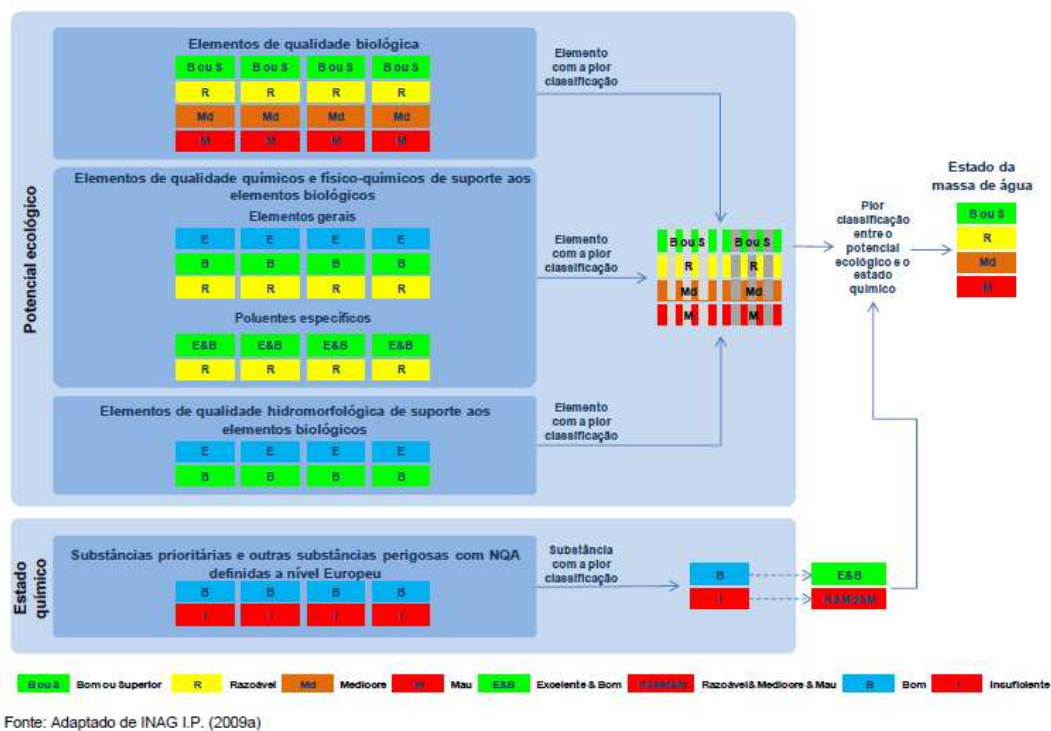 Potencial ecológico
Elementos de qualidade biológica
B ou S B ou S B ou S B ou S
R R R R
Md Md Md Md
M M M M
Elemento
com a pior
classificação
Elementos de qualidade químicos e físico-químicos de suporte aos
elementos biológicos
Elementos gerais
E E E E
B B B B
R R R R
Poluentes específicos
E&B E&B E&B E&B
R R R R
Elemento
com a pior
classificação
Elementos de qualidade hidromorfológica de suporte aos
elementos biológicos
E E E E
B B B B
Elemento
com a pior
classificação
B ou S B ou S
R R
Md Md
M M
Pior
classificação
entre o
potencial
ecológico e o
estado
químico
Estado da
massa de água
B ou S
R
Md
M
Estado
químico
Substâncias prioritárias e outras substâncias perigosas com NQA
definidas a nível Europeu
B B B B
I I I I
Substância
com a pior
classificação
B E&B
I R&Md&M
B ou S Bom ou Superior R Razoável Md Medíocre M Mau E&B Excelente & Bom R&Md&M Razoável & Medíocre & Mau B Bom I Insuficiente
Fonte: Adaptado de INAG I.P. (2009a)